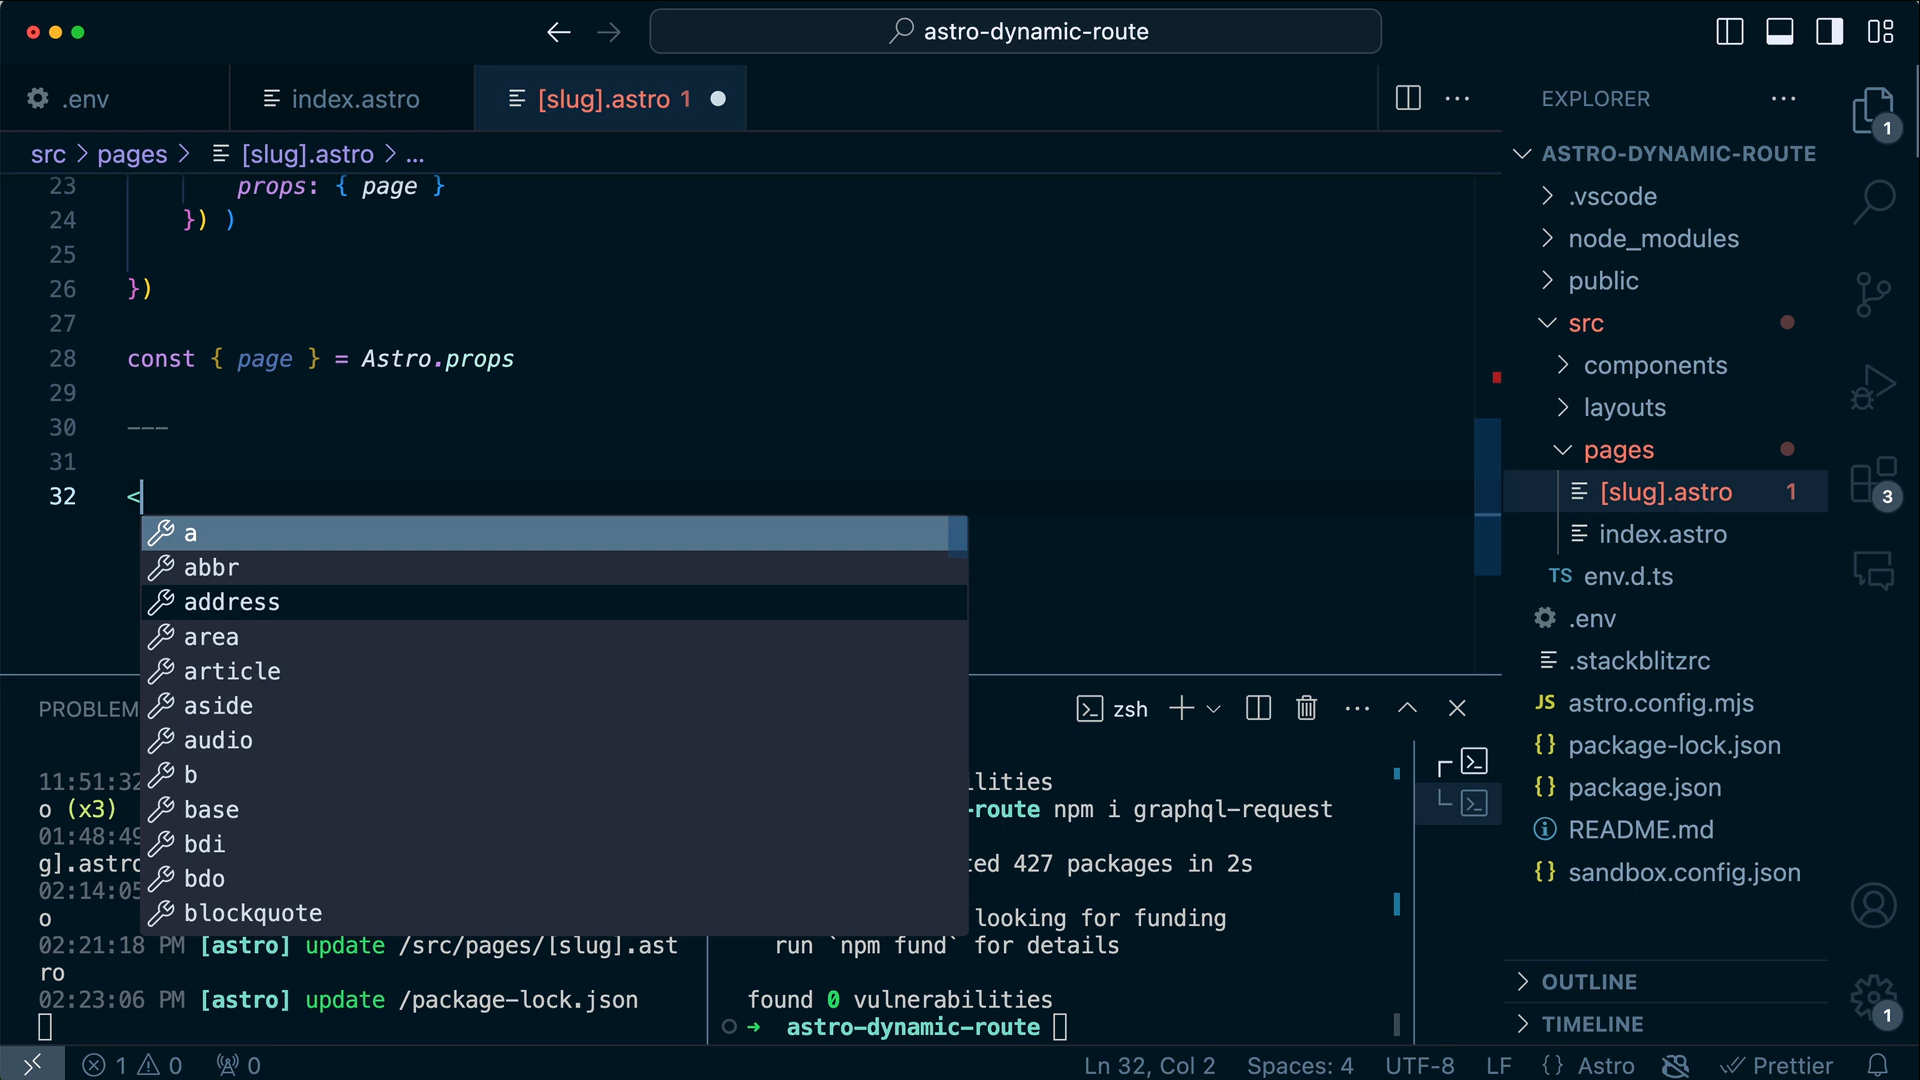 astro-dynamic-route
.env
index.astro
[slug].astro 1
src > pages > [slug].astro > ...
23 props: { page }
24 }) )
25
26 })
27
28 const { page } = Astro.props
29
30 ---
31
32 <
a
abbr
address
area
article
aside
audio
b
base
bdi
bdo
blockquote
PROBLEM
11:51:32
o (x3)
01:48:49
g].astro
02:14:05
o
02:21:18 PM [astro] update /src/pages/[slug].ast
ro
02:23:06 PM [astro] update /package-lock.json
zsh
ilities
-route npm i graphql-request
ted 427 packages in 2s
looking for funding
run `npm fund` for details
found 0 vulnerabilities
➜ astro-dynamic-route
EXPLORER
ASTRO-DYNAMIC-ROUTE
.vscode
node_modules
public
src
components
layouts
pages
[slug].astro 1
index.astro
TS env.d.ts
.env
.stackblitzrc
JS astro.config.mjs
{} package-lock.json
{} package.json
README.md
{} sandbox.config.json
OUTLINE
TIMELINE
1
3
1
1 0 0
Ln 32, Col 2 Spaces: 4 UTF-8 LF {} Astro Prettier